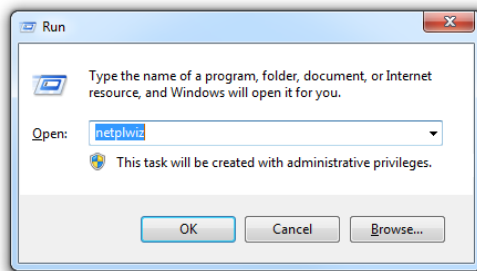 Run
Type the name of a program, folder, document, or Internet
resource, and Windows will open it for you.
Open: netplwiz
This task will be created with administrative privileges.
OK Cancel Browse...